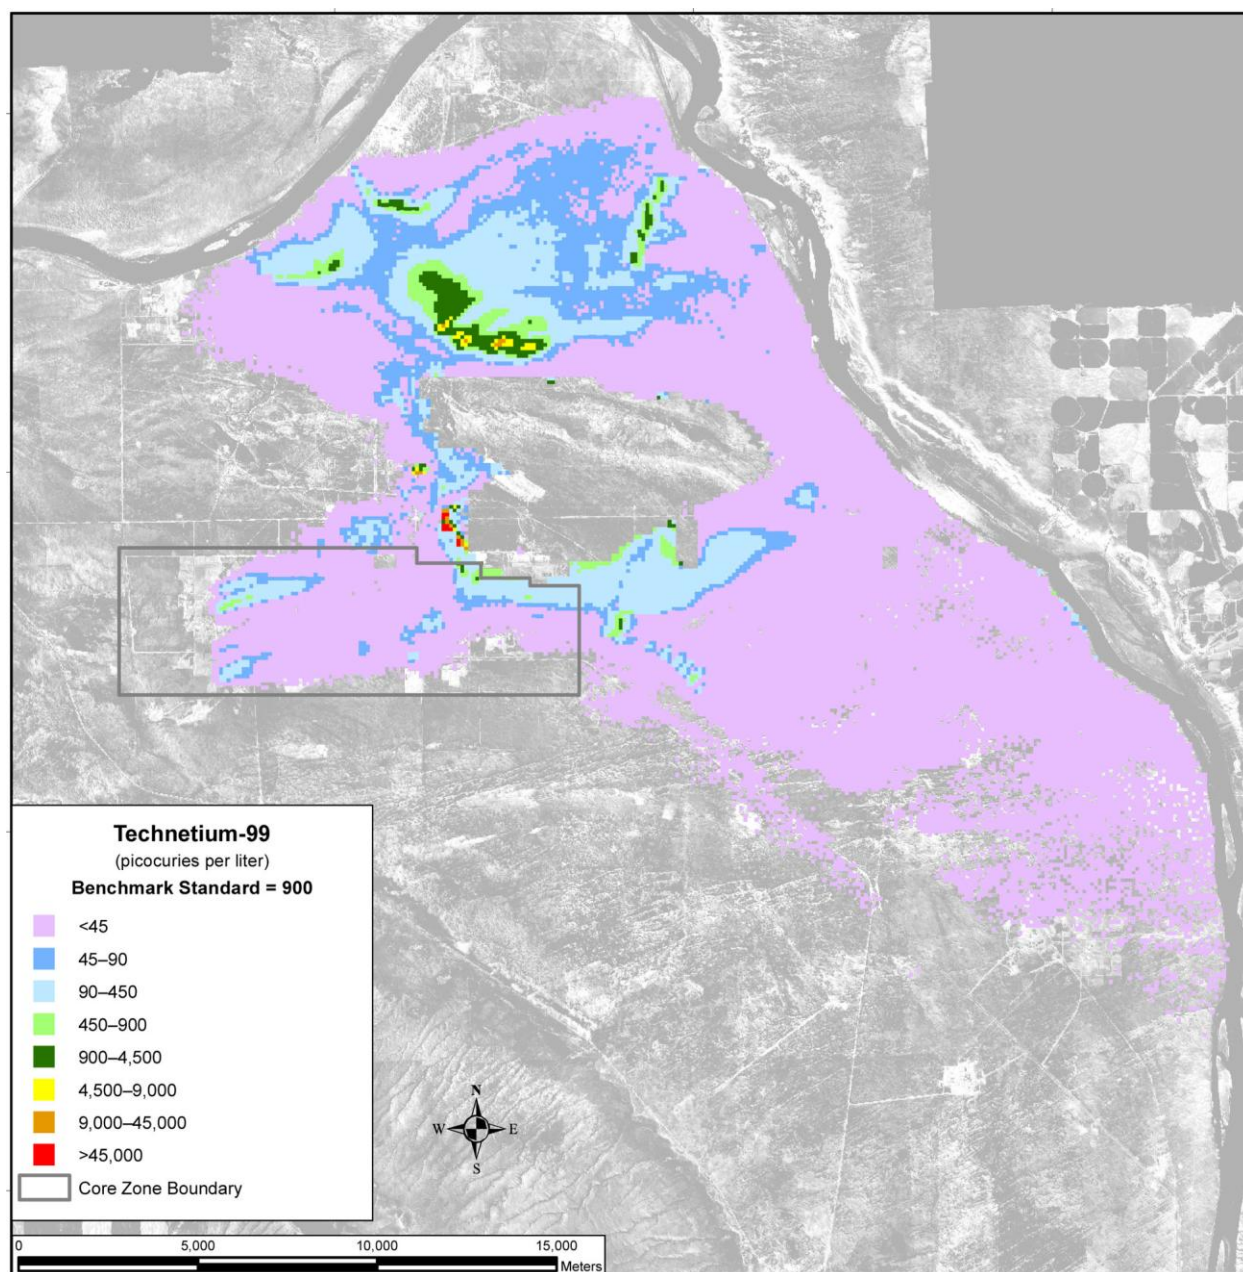 Technetium-99
(picocuries per liter)
Benchmark Standard = 900
<45
45–90
90–450
450–900
900–4,500
4,500–9,000
9,000–45,000
>45,000
Core Zone Boundary
N
W E
S
0 5,000 10,000 15,000
Meters